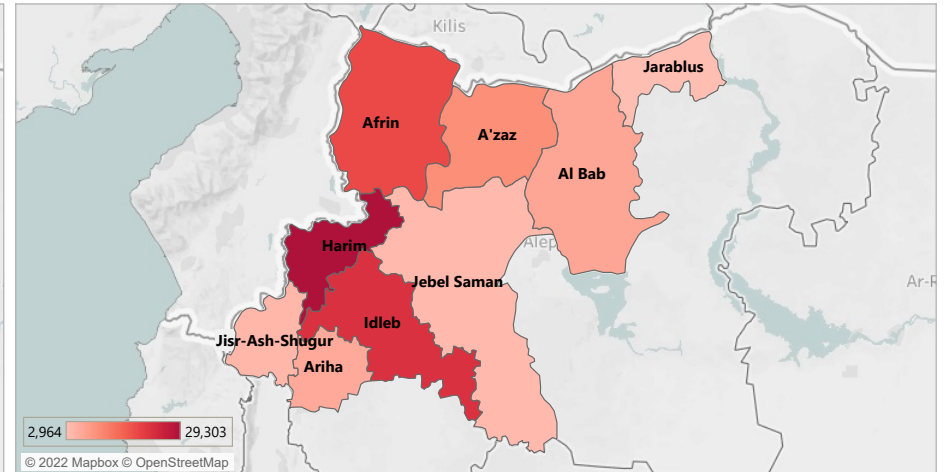 Kilis
Jarablus
Afrin
A'zaz
Al Bab
Harim
Alep
Jebel Saman
Ar-R
Idleb
Jisr-Ash-Shugur
Ariha
2,964
29,303
© 2022 Mapbox © OpenStreetMap